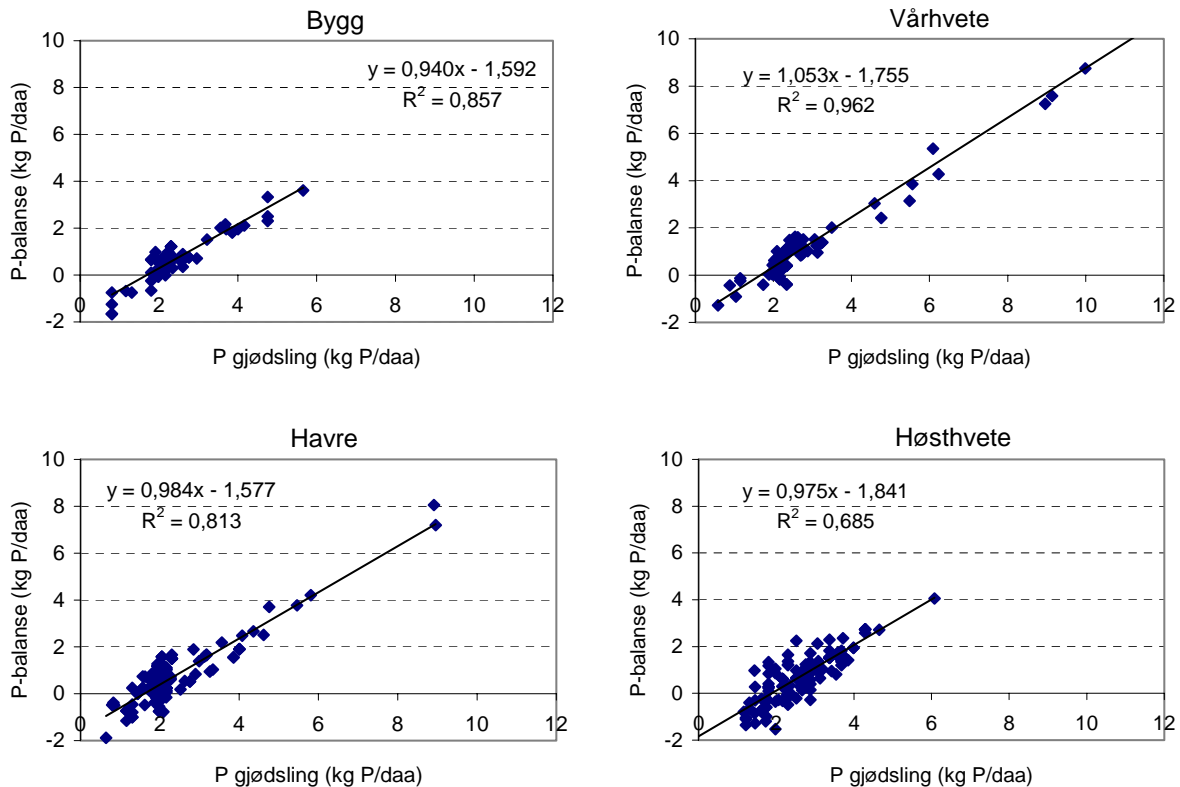 Bygg
y = 0,940x - 1,592
R² = 0,857
P-balanse (kg P/daa)
10
8
6
4
2
0
-2
0 2 4 6 8 10 12
P gjødsling (kg P/daa)
Vårhvete
y = 1,053x - 1,755
R² = 0,962
P-balanse (kg P/daa)
10
8
6
4
2
0
-2
0 2 4 6 8 10 12
P gjødsling (kg P/daa)
Havre
y = 0,984x - 1,577
R² = 0,813
P-balanse (kg P/daa)
10
8
6
4
2
0
-2
0 2 4 6 8 10 12
P gjødsling (kg P/daa)
Høsthvete
y = 0,975x - 1,841
R² = 0,685
P-balanse (kg P/daa)
10
8
6
4
2
0
-2
0 2 4 6 8 10 12
P gjødsling (kg P/daa)